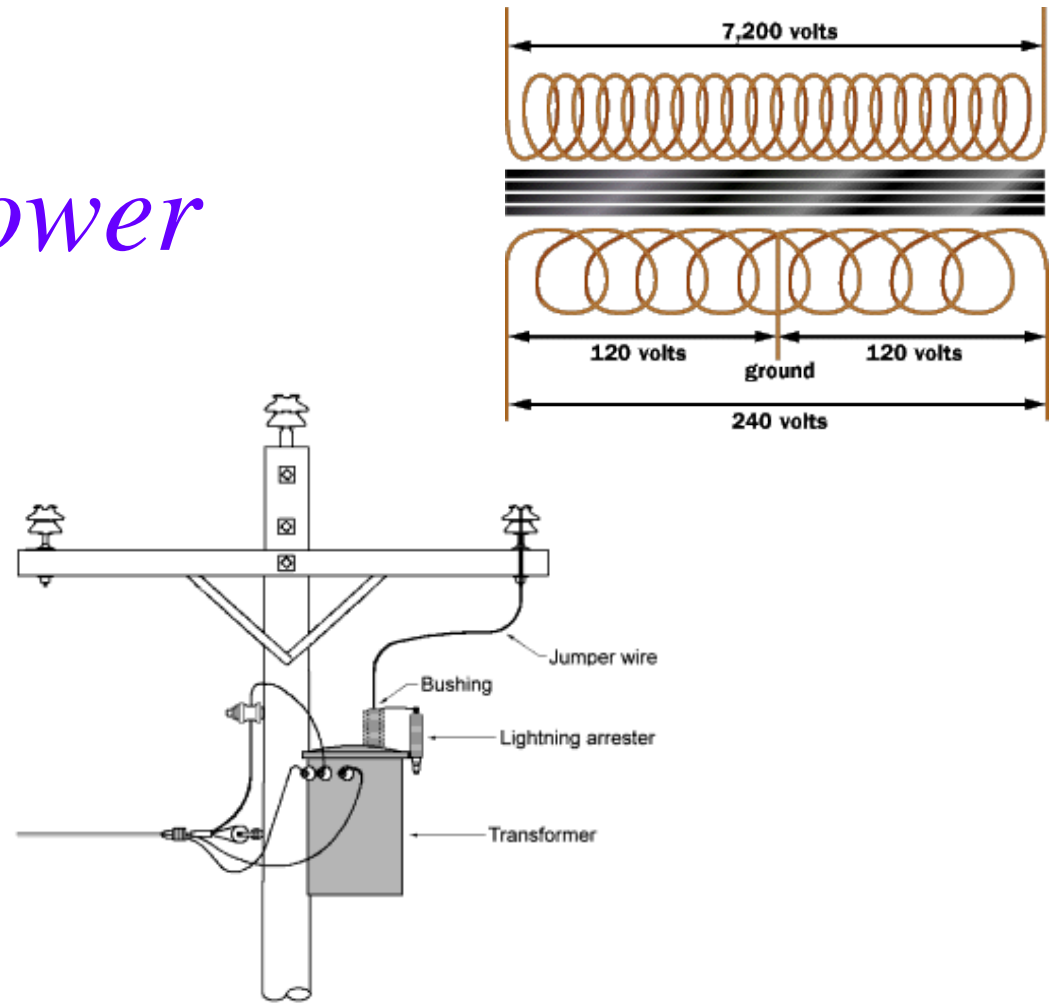 7,200 volts
ower
120 volts 120 volts
ground
240 volts
Jumper wire
Bushing
Lightning arrester
Transformer